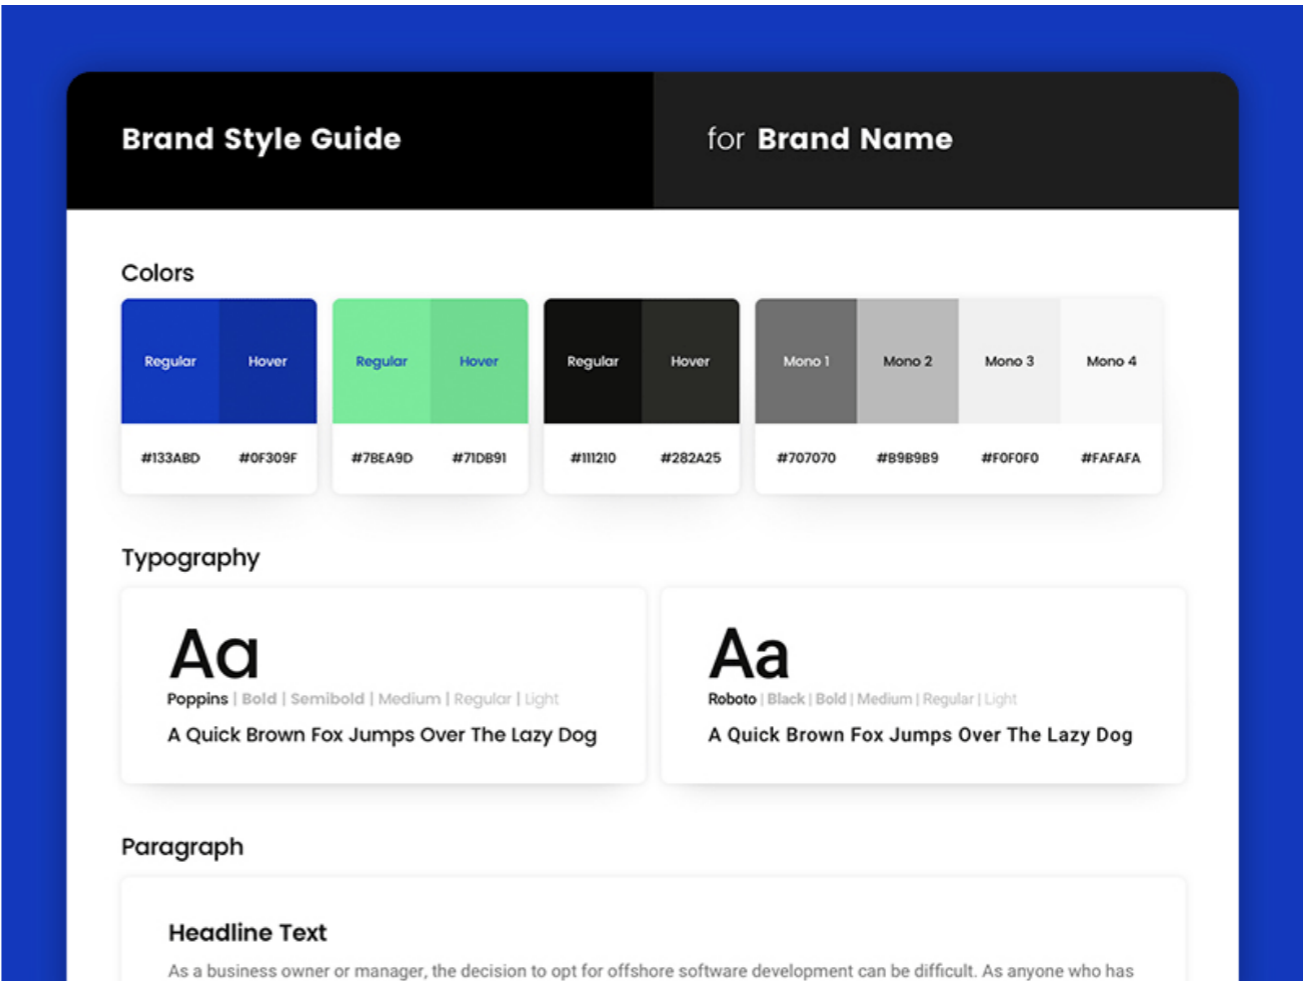 Brand Style Guide
for Brand Name
Colors
Regular Hover
#133ABD #0F309F
Regular Hover
#7BEA9D #71DB91
Regular Hover
#111210 #282A25
Mono 1 Mono 2 Mono 3 Mono 4
#707070 #B9B9B9 #F0F0F0 #FAFAFA
Typography
Aa
Poppins | Bold | Semibold | Medium | Regular | Light
A Quick Brown Fox Jumps Over The Lazy Dog
Aa
Roboto | Black | Bold | Medium | Regular | Light
A Quick Brown Fox Jumps Over The Lazy Dog
Paragraph
Headline Text
As a business owner or manager, the decision to opt for offshore software development can be difficult. As anyone who has